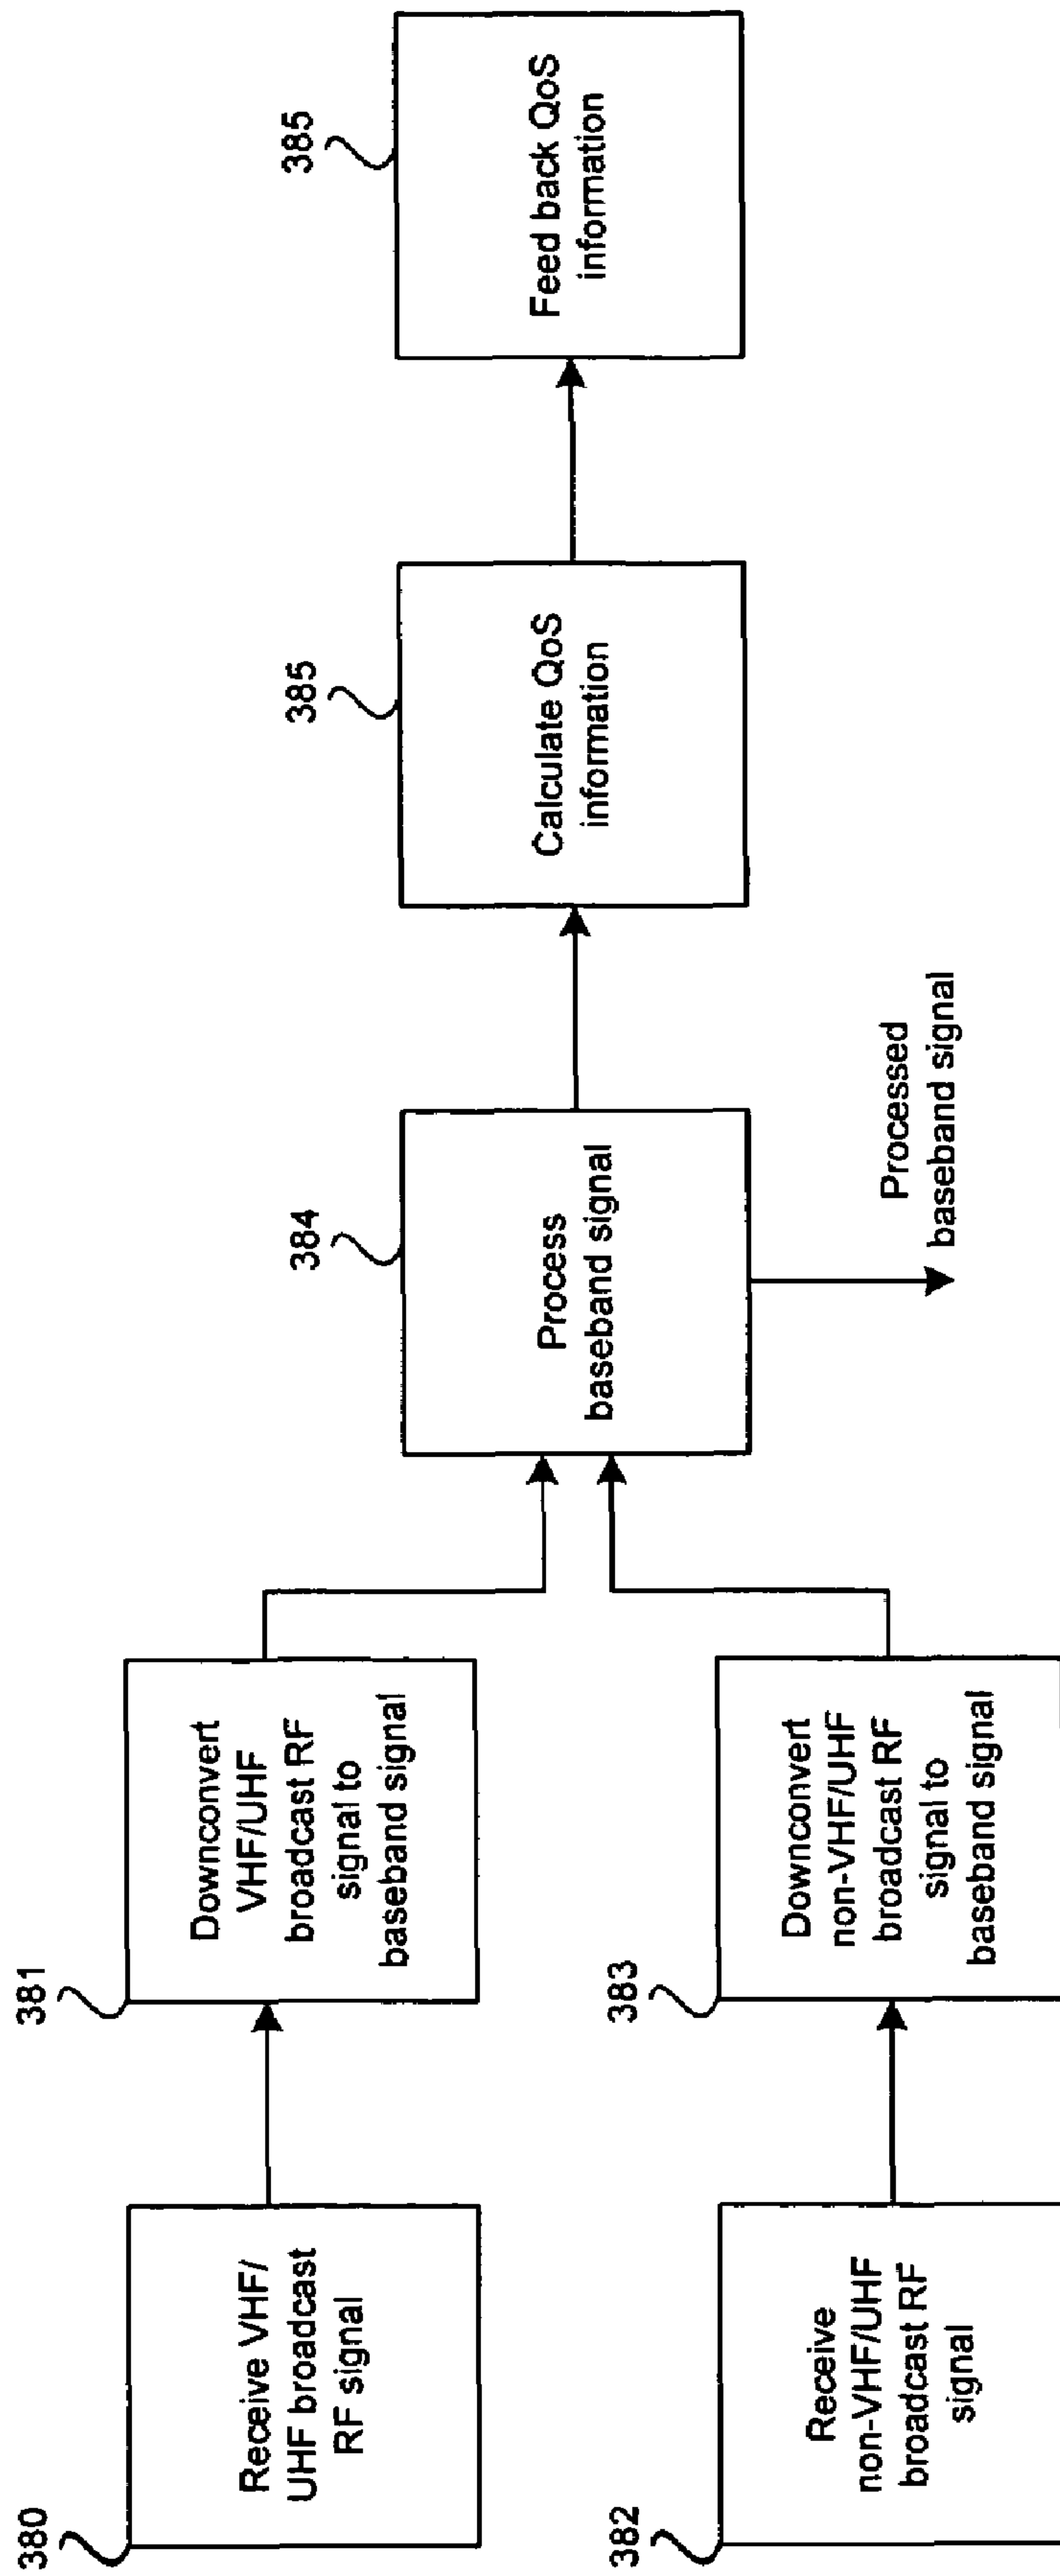 380
Receive VHF/
UHF broadcast
RF signal
381
Downconvert
VHF/UHF
broadcast RF
signal to
baseband signal
382
Receive
non-VHF/UHF
broadcast RF
signal
383
Downconvert
non-VHF/UHF
broadcast RF
signal to
baseband signal
384
Process
baseband signal
Processed
baseband signal
385
Calculate QoS
information
385
Feed back QoS
information